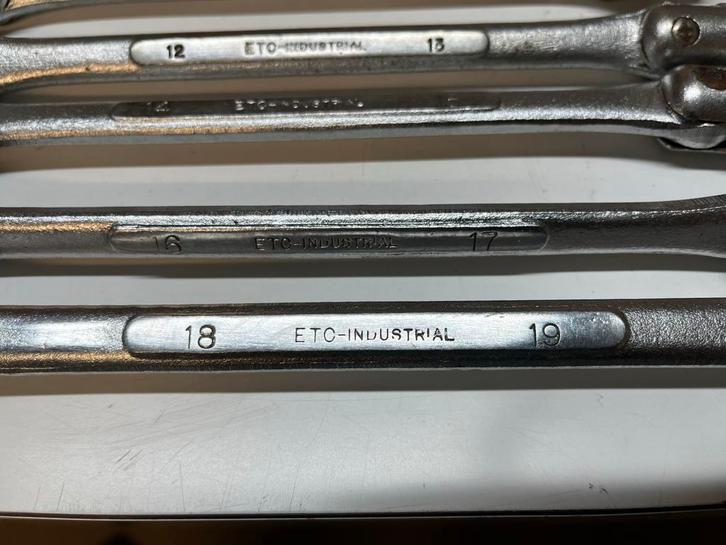 12 ETC-INDUSTRIAL 13
ETC-INDUSTRIAL
16 ETC-INDUSTRIAL 17
18 ETC-INDUSTRIAL 19